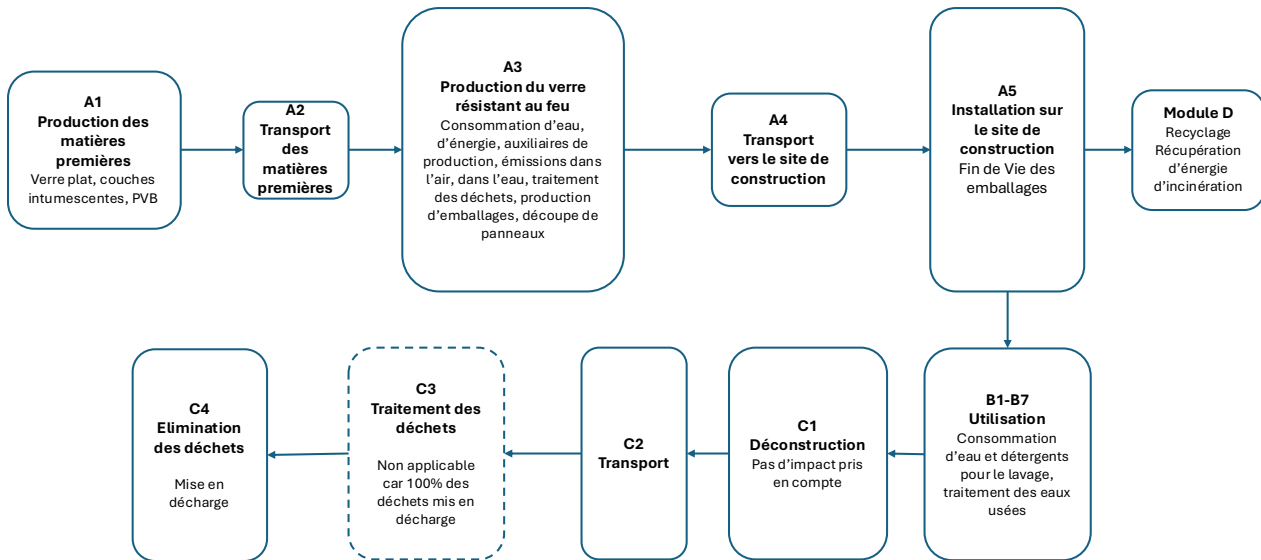 A1
Production des
matières
premières
Verre plat, couches
intumescentes, PVB
A2
Transport
des
matières
premières
A3
Production du verre
résistant au feu
Consommation d'eau,
d'énergie, auxiliaires de
production, émissions dans
l'air, dans l'eau, traitement
des déchets, production
d'emballages, découpe de
panneaux
A4
Transport
vers le site de
construction
A5
Installation sur
le site de
construction
Fin de Vie des
emballages
Module D
Recyclage
Récupération
d'énergie
d'incinération
C4
Elimination
des déchets
Mise en
décharge
C3
Traitement des
déchets
Non applicable
car 100% des
déchets mis en
décharge
C2
Transport
C1
Déconstruction
Pas d'impact pris
en compte
B1-B7
Utilisation
Consommation
d'eau et détergents
pour le lavage,
traitement des eaux
usées